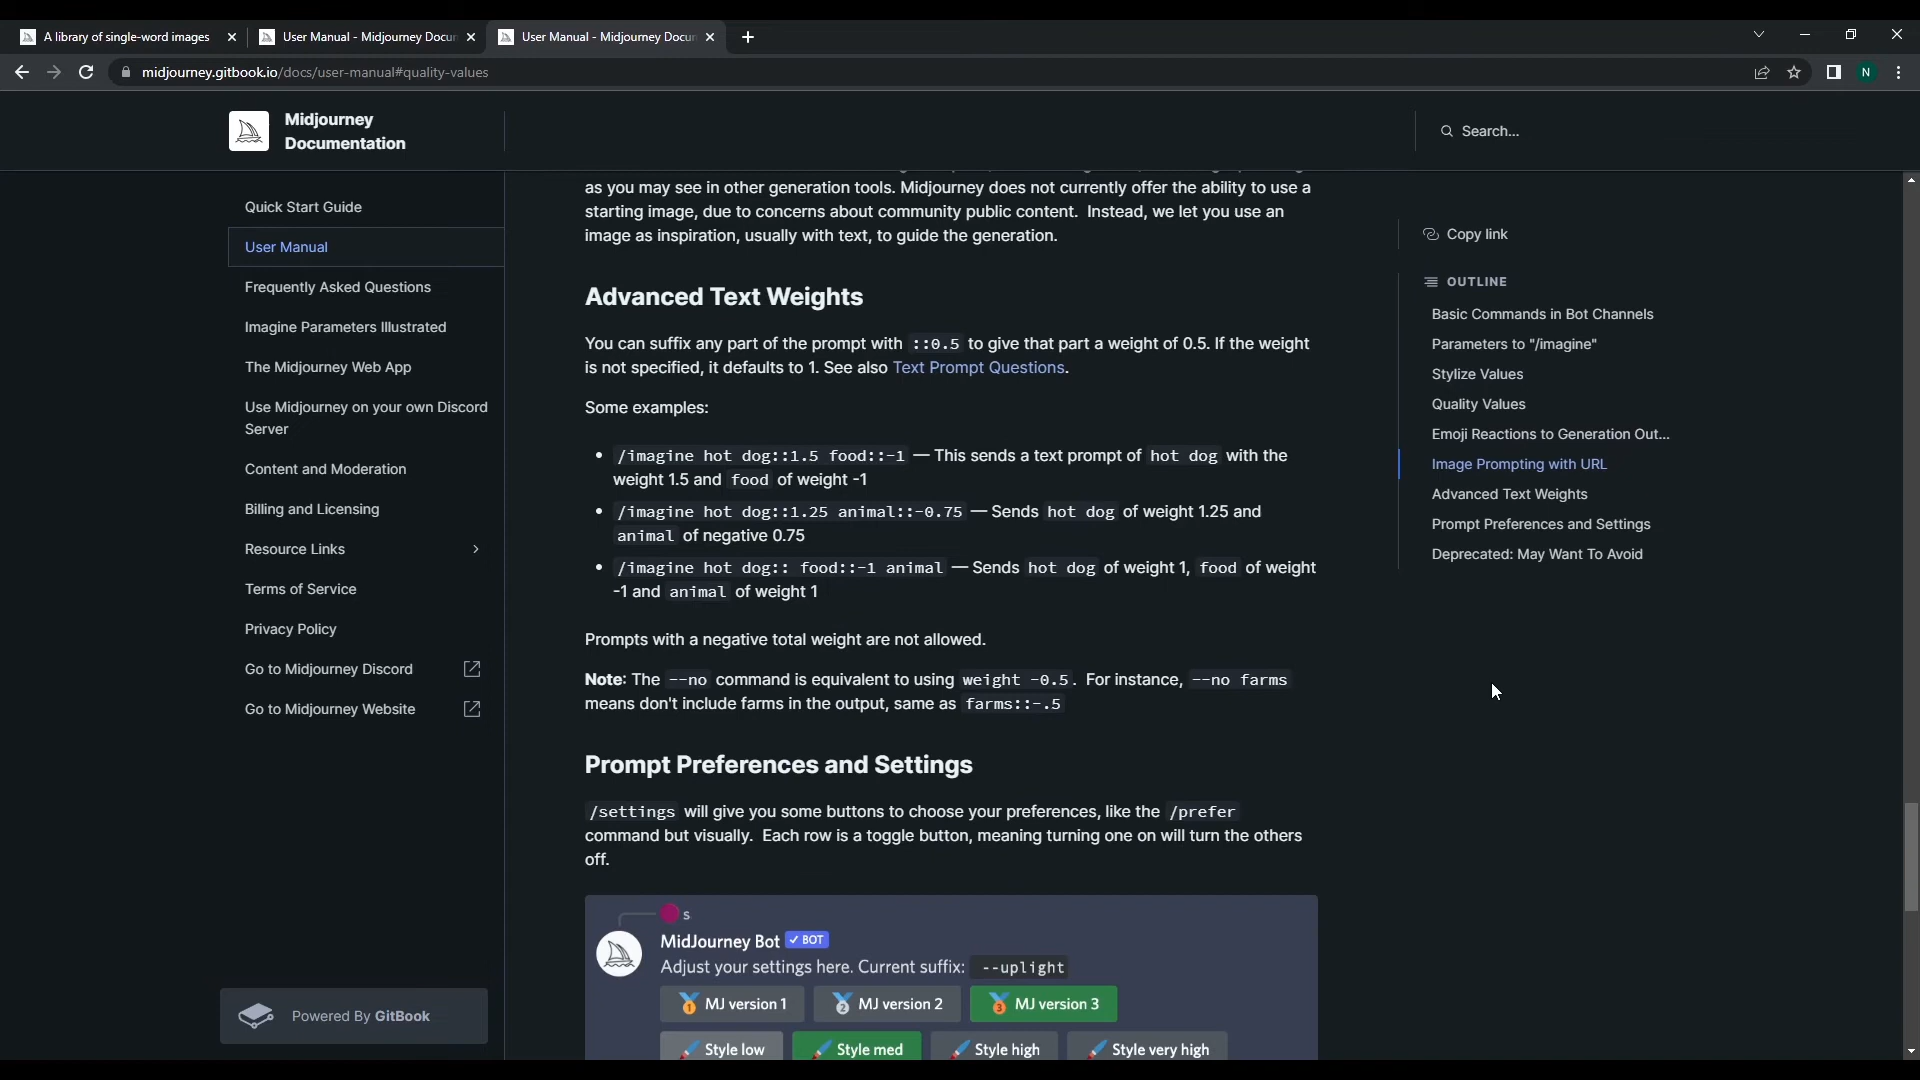 A library of single-word images
User Manual - Midjourney Docu
User Manual - Midjourney Docu
midjourney.gitbook.io/docs/user-manual#quality-values
N
Midjourney
Documentation
Search...
Quick Start Guide
User Manual
Frequently Asked Questions
Imagine Parameters Illustrated
The Midjourney Web App
Use Midjourney on your own Discord
Server
Content and Moderation
Billing and Licensing
Resource Links
Terms of Service
Privacy Policy
Go to Midjourney Discord
Go to Midjourney Website
Powered By GitBook
as you may see in other generation tools. Midjourney does not currently offer the ability to use a
starting image, due to concerns about community public content. Instead, we let you use an
image as inspiration, usually with text, to guide the generation.
Advanced Text Weights
You can suffix any part of the prompt with ::0.5 to give that part a weight of 0.5. If the weight
is not specified, it defaults to 1. See also Text Prompt Questions.
Some examples:
• /imagine hot dog::1.5 food::-1 — This sends a text prompt of hot dog with the
weight 1.5 and food of weight -1
• /imagine hot dog::1.25 animal::-0.75 — Sends hot dog of weight 1.25 and
animal of negative 0.75
• /imagine hot dog:: food::-1 animal — Sends hot dog of weight 1, food of weight
-1 and animal of weight 1
Prompts with a negative total weight are not allowed.
Note: The --no command is equivalent to using weight -0.5. For instance, --no farms
means don't include farms in the output, same as farms::-.5
Prompt Preferences and Settings
/settings will give you some buttons to choose your preferences, like the /prefer
command but visually. Each row is a toggle button, meaning turning one on will turn the others
off.
s
MidJourney Bot ✓ BOT
Adjust your settings here. Current suffix: --uplight
1 MJ version 1
2 MJ version 2
3 MJ version 3
Style low
Style med
Style high
Style very high
Copy link
OUTLINE
Basic Commands in Bot Channels
Parameters to "/imagine"
Stylize Values
Quality Values
Emoji Reactions to Generation Out...
Image Prompting with URL
Advanced Text Weights
Prompt Preferences and Settings
Deprecated: May Want To Avoid